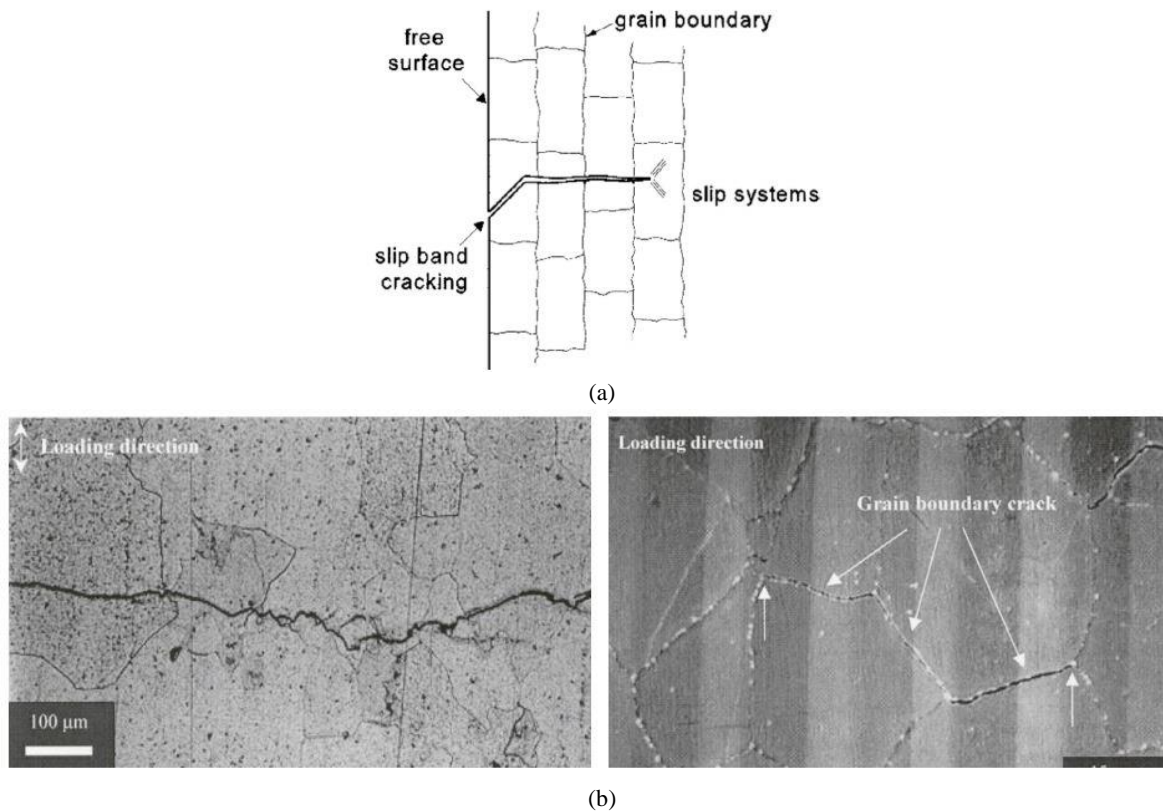 grain boundary
free
surface
slip systems
slip band
cracking
(a)
Loading direction
100 μm
Loading direction
Grain boundary crack
(b)